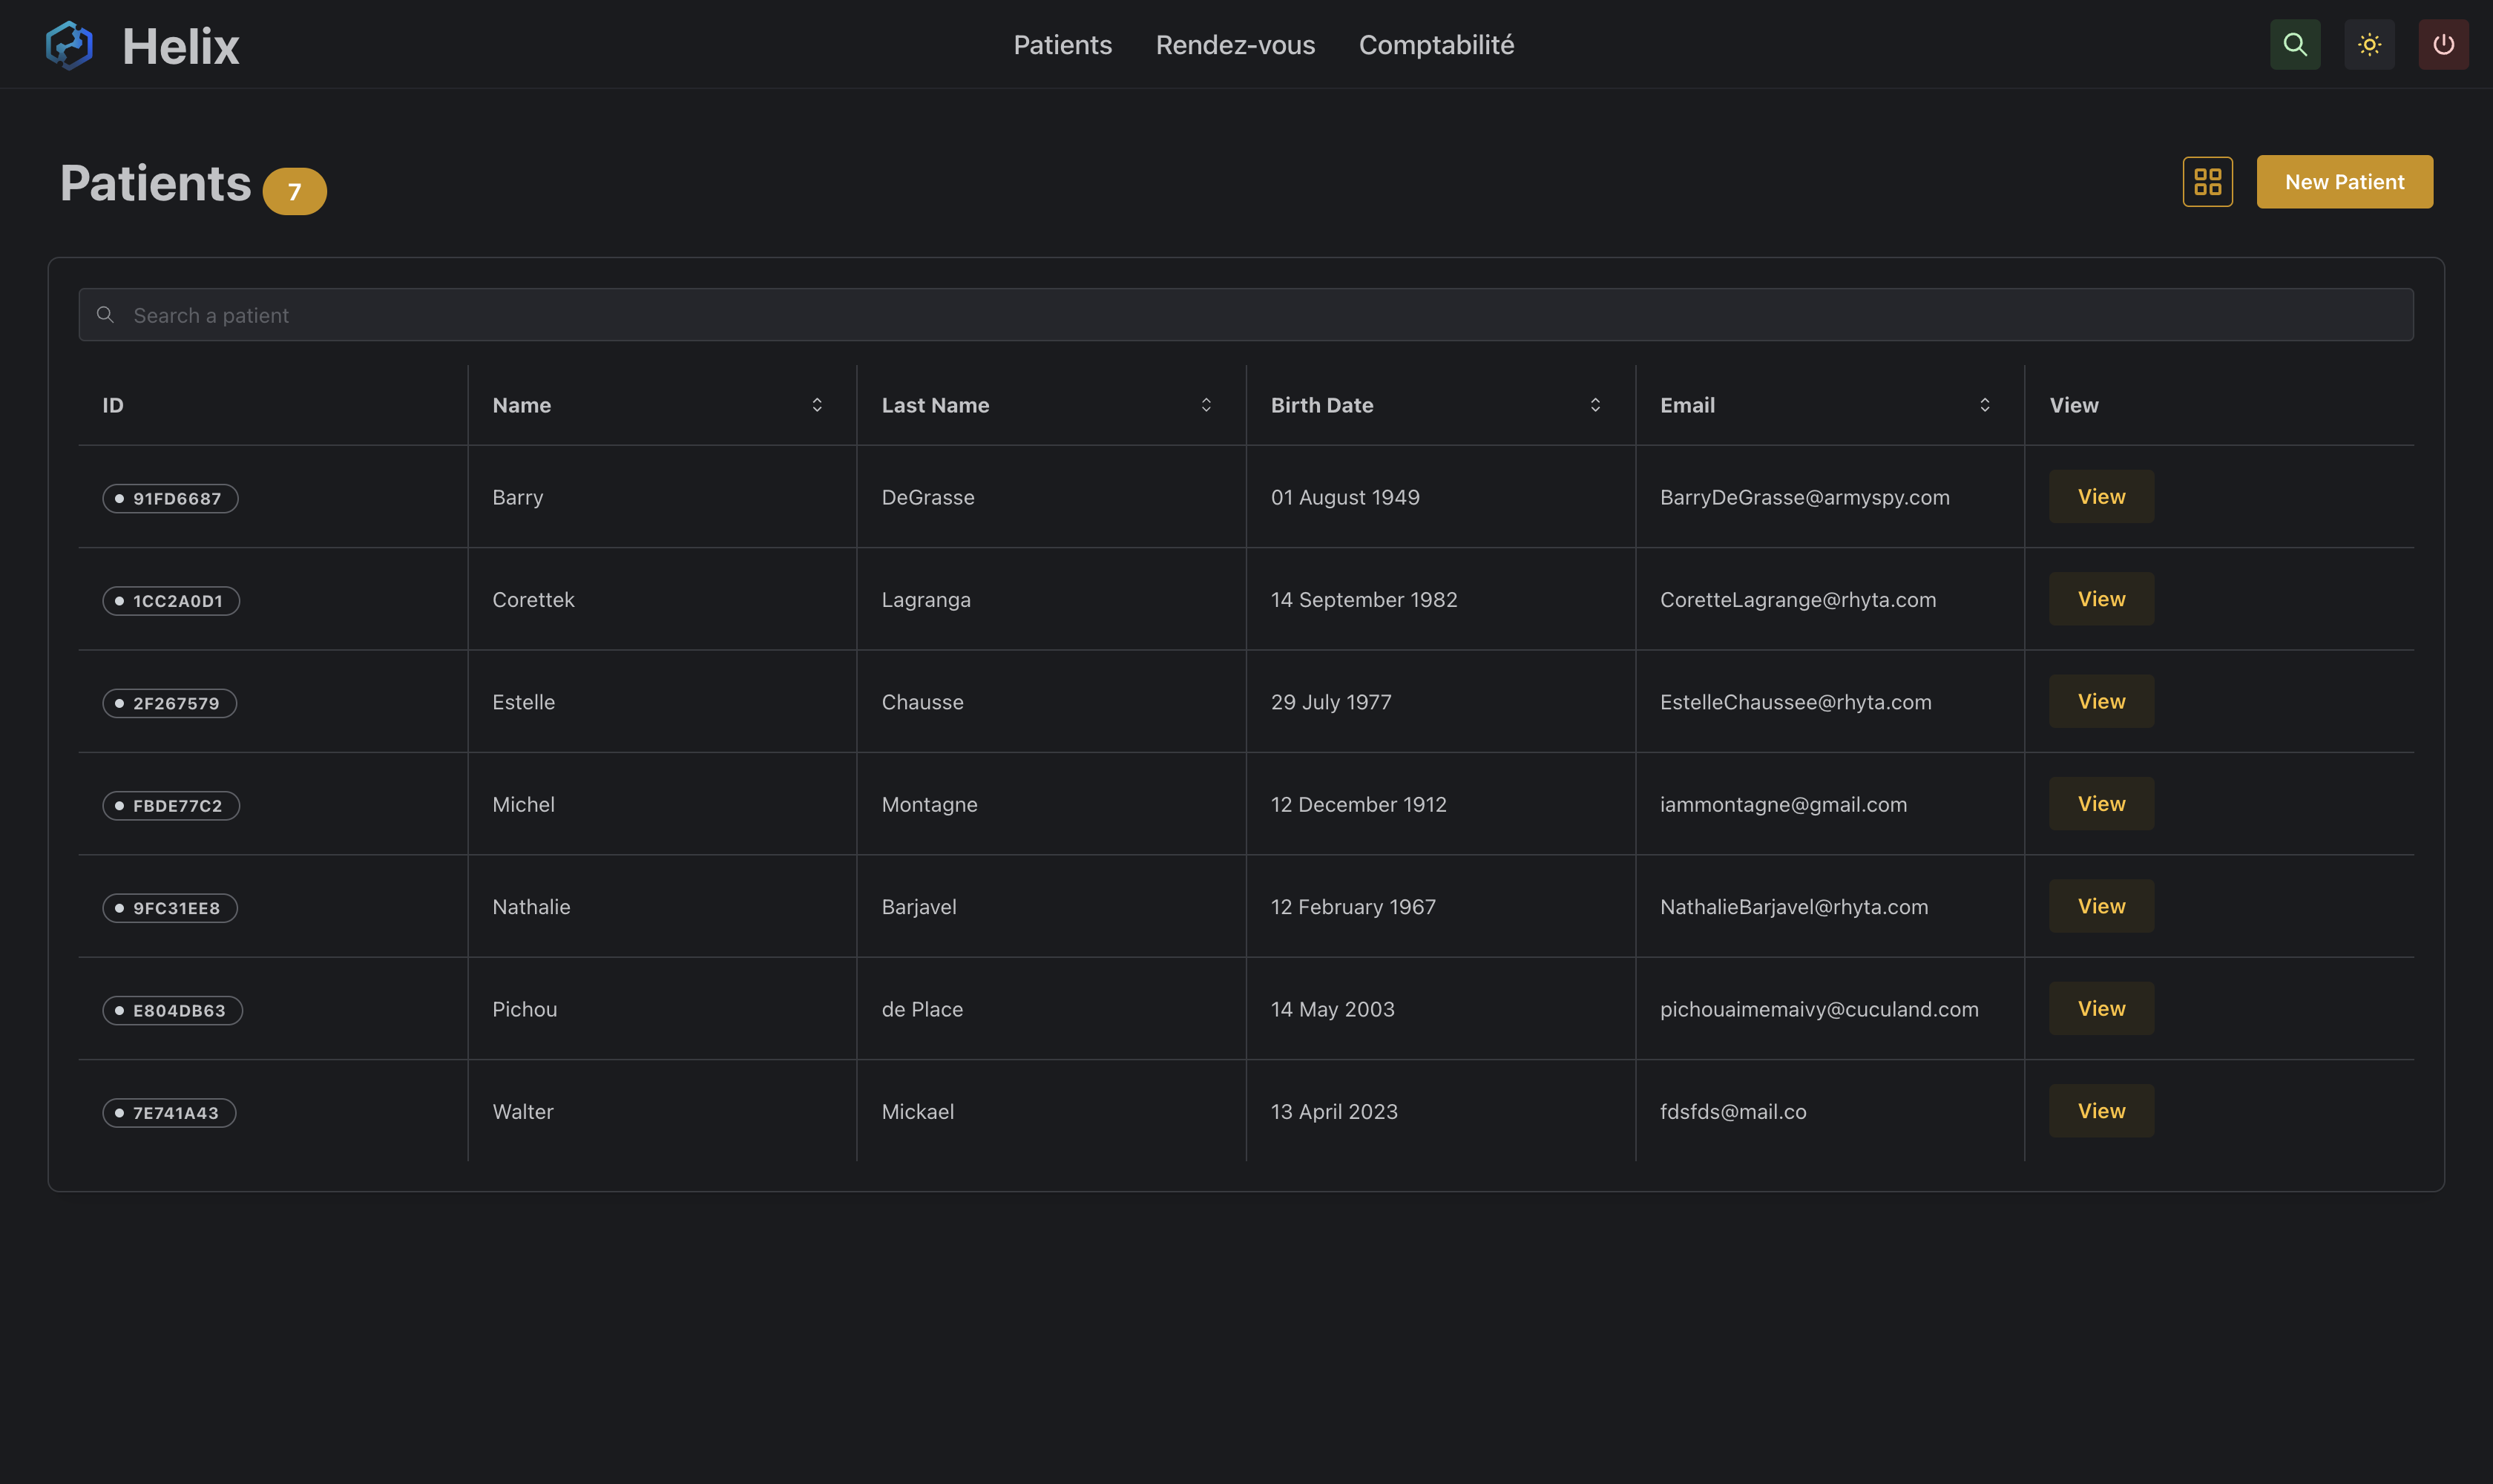 Helix
Patients Rendez-vous Comptabilité
Patients 7
New Patient
Search a patient
ID Name Last Name Birth Date Email View
91FD6687 Barry DeGrasse 01 August 1949 BarryDeGrasse@armyspy.com View
1CC2A0D1 Corettek Lagranga 14 September 1982 CoretteLagrange@rhyta.com View
2F267579 Estelle Chausse 29 July 1977 EstelleChaussee@rhyta.com View
FBDE77C2 Michel Montagne 12 December 1912 iammontagne@gmail.com View
9FC31EE8 Nathalie Barjavel 12 February 1967 NathalieBarjavel@rhyta.com View
E804DB63 Pichou de Place 14 May 2003 pichouaimemaivy@cuculand.com View
7E741A43 Walter Mickael 13 April 2023 fdsfds@mail.co View